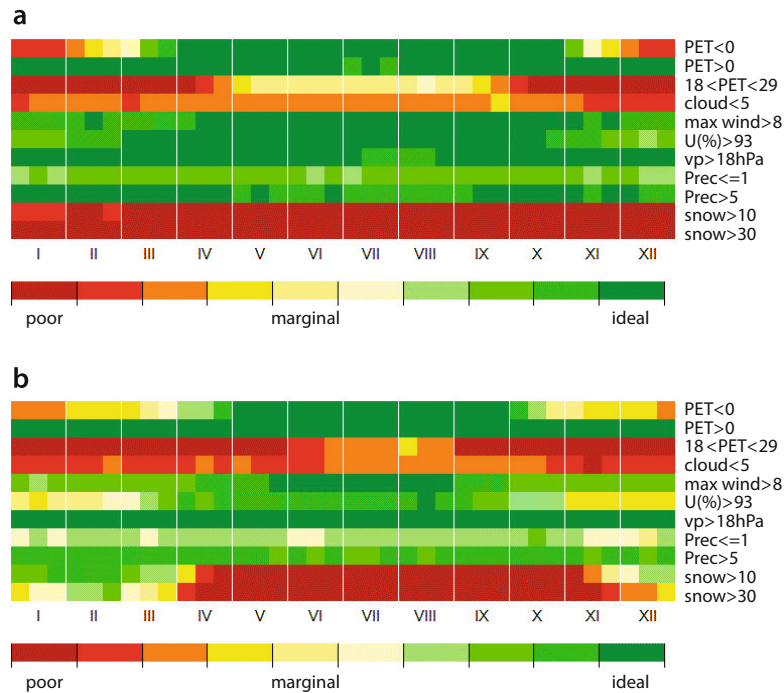 a
PET<0
PET>0
18 <PET<29
cloud<5
max wind>8
U(%)>93
vp>18hPa
Prec<=1
Prec>5
snow>10
snow>30
I II III IV V VI VII VIII IX X XI XII
poor marginal ideal
b
PET<0
PET>0
18 <PET<29
cloud<5
max wind>8
U(%)>93
vp>18hPa
Prec<=1
Prec>5
snow>10
snow>30
I II III IV V VI VII VIII IX X XI XII
poor marginal ideal